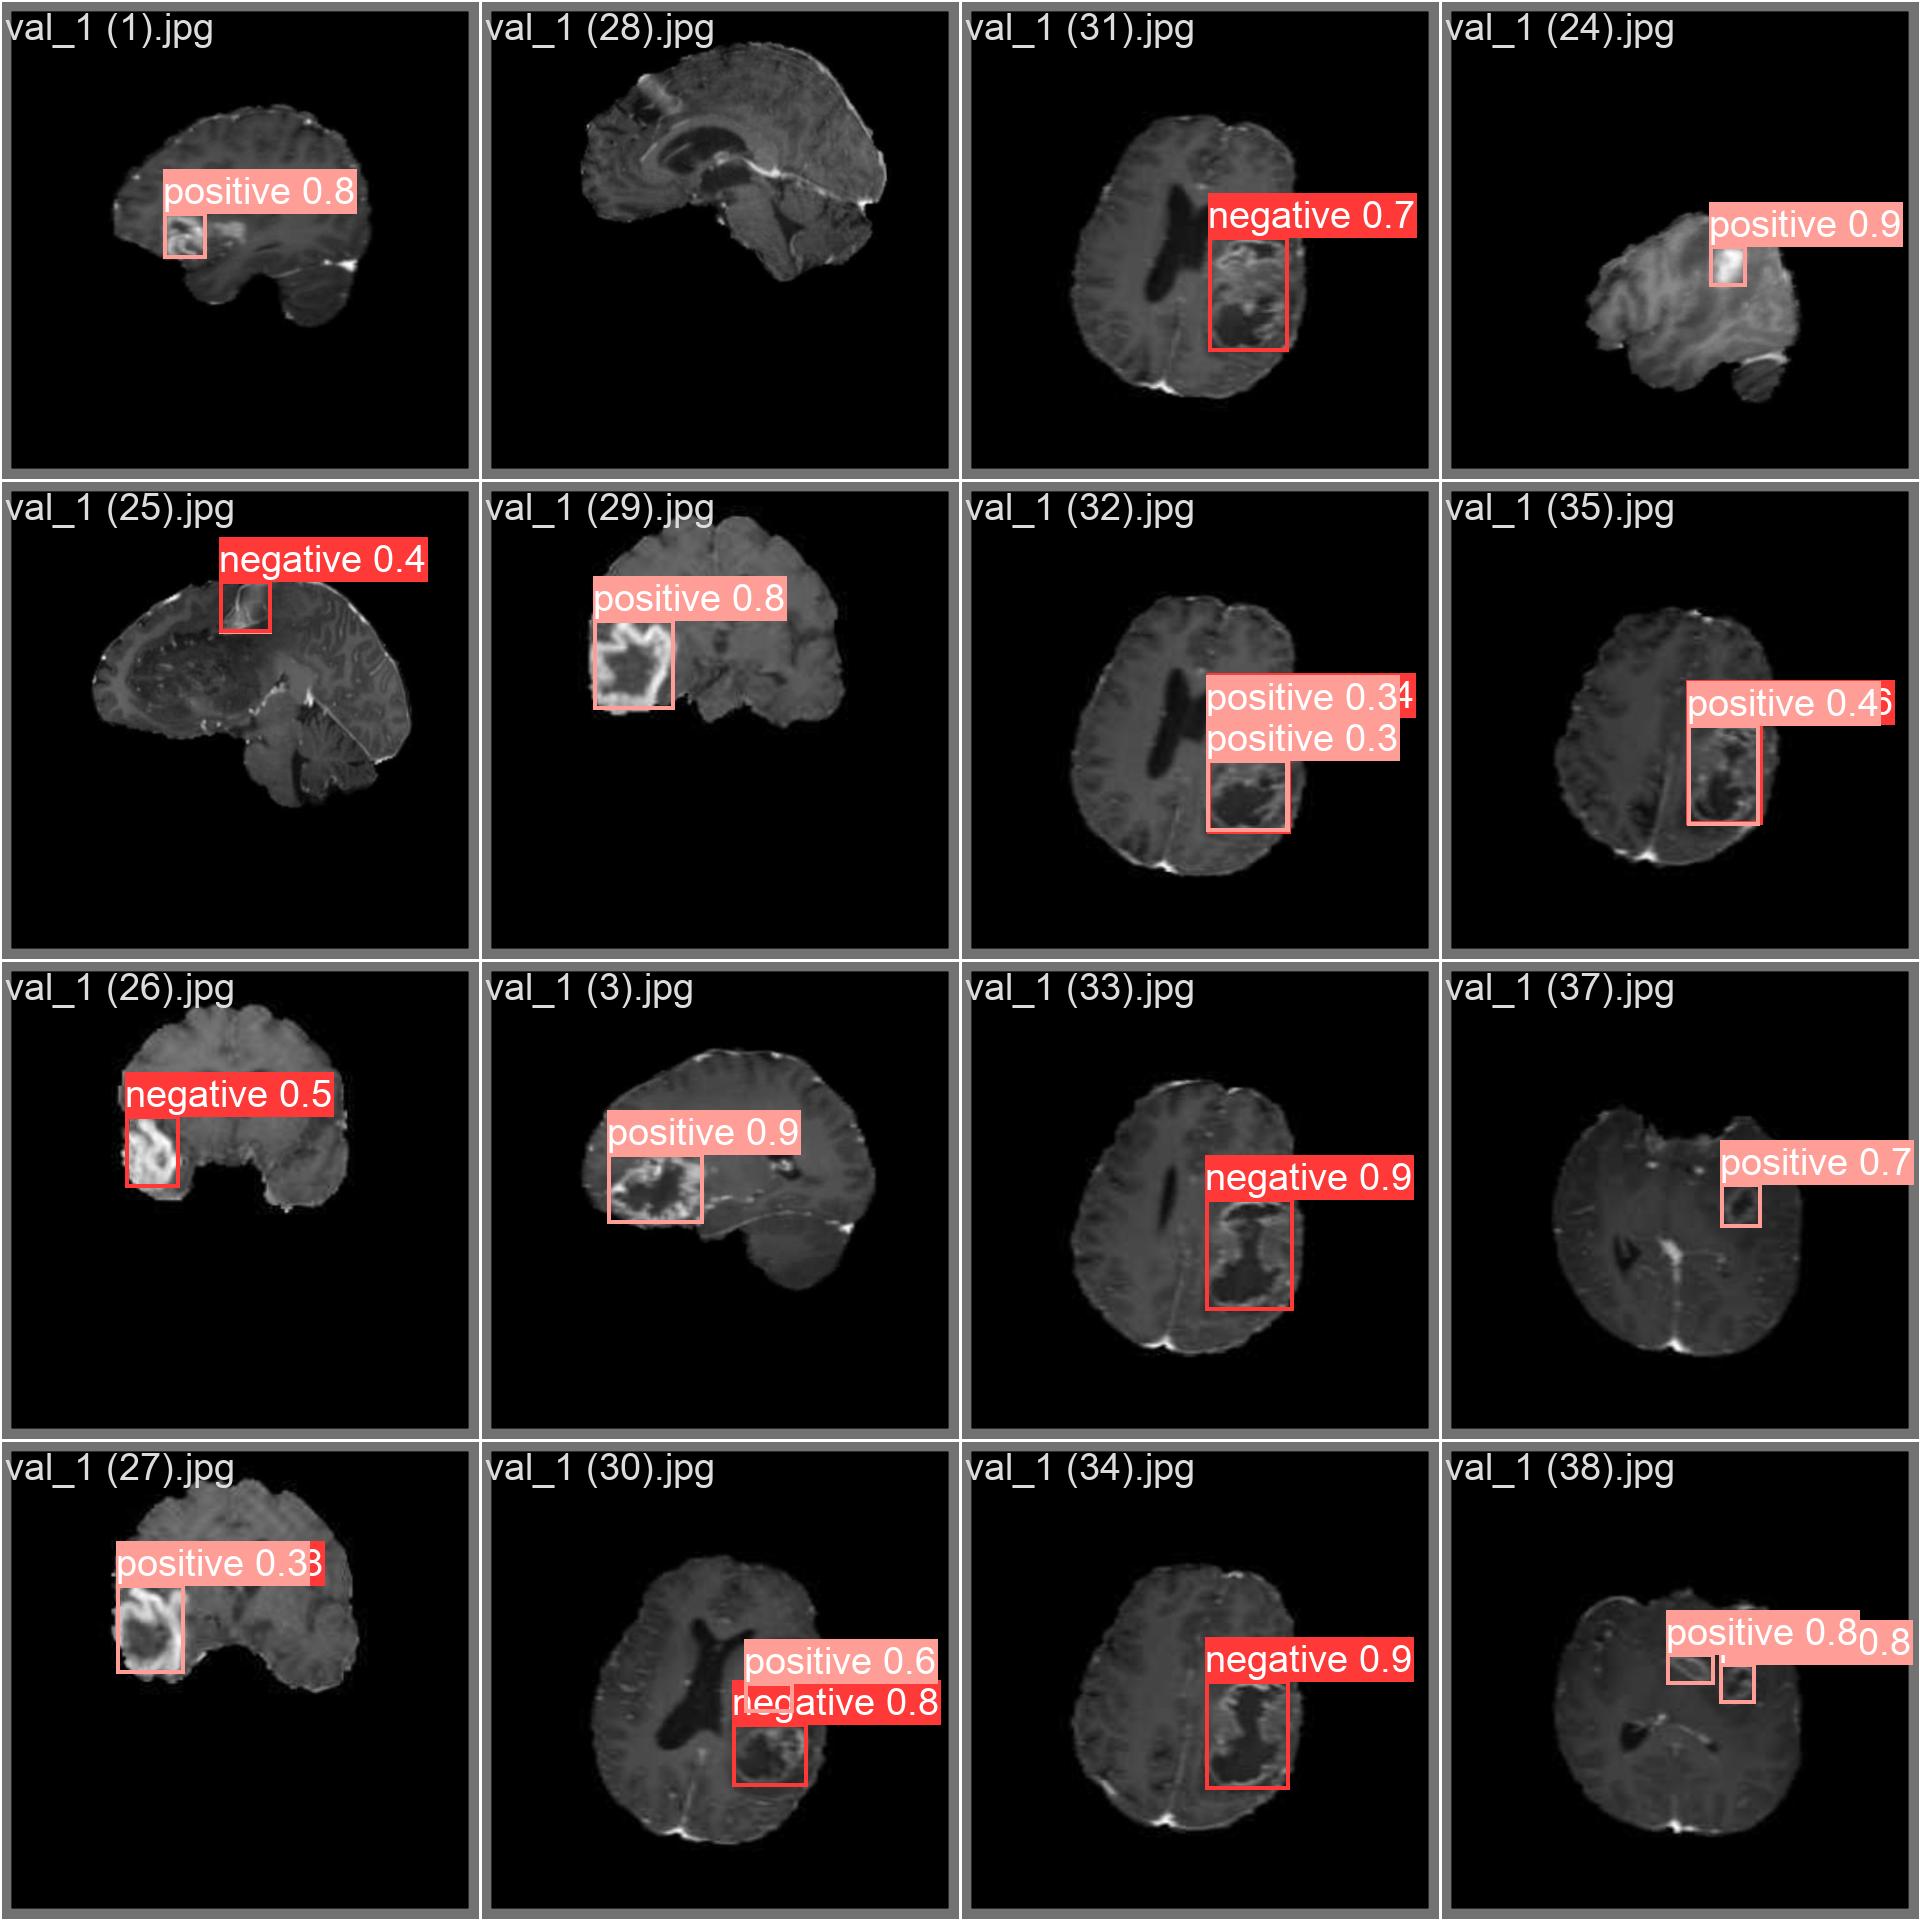 val_1 (1).jpg
positive 0.8
val_1 (28).jpg
val_1 (31).jpg
negative 0.7
val_1 (24).jpg
positive 0.9
val_1 (25).jpg
negative 0.4
val_1 (29).jpg
positive 0.8
val_1 (32).jpg
positive 0.34
positive 0.3
val_1 (35).jpg
positive 0.46
val_1 (26).jpg
negative 0.5
val_1 (3).jpg
positive 0.9
val_1 (33).jpg
negative 0.9
val_1 (37).jpg
positive 0.7
val_1 (27).jpg
positive 0.33
val_1 (30).jpg
positive 0.6
negative 0.8
val_1 (34).jpg
negative 0.9
val_1 (38).jpg
positive 0.8
0.8